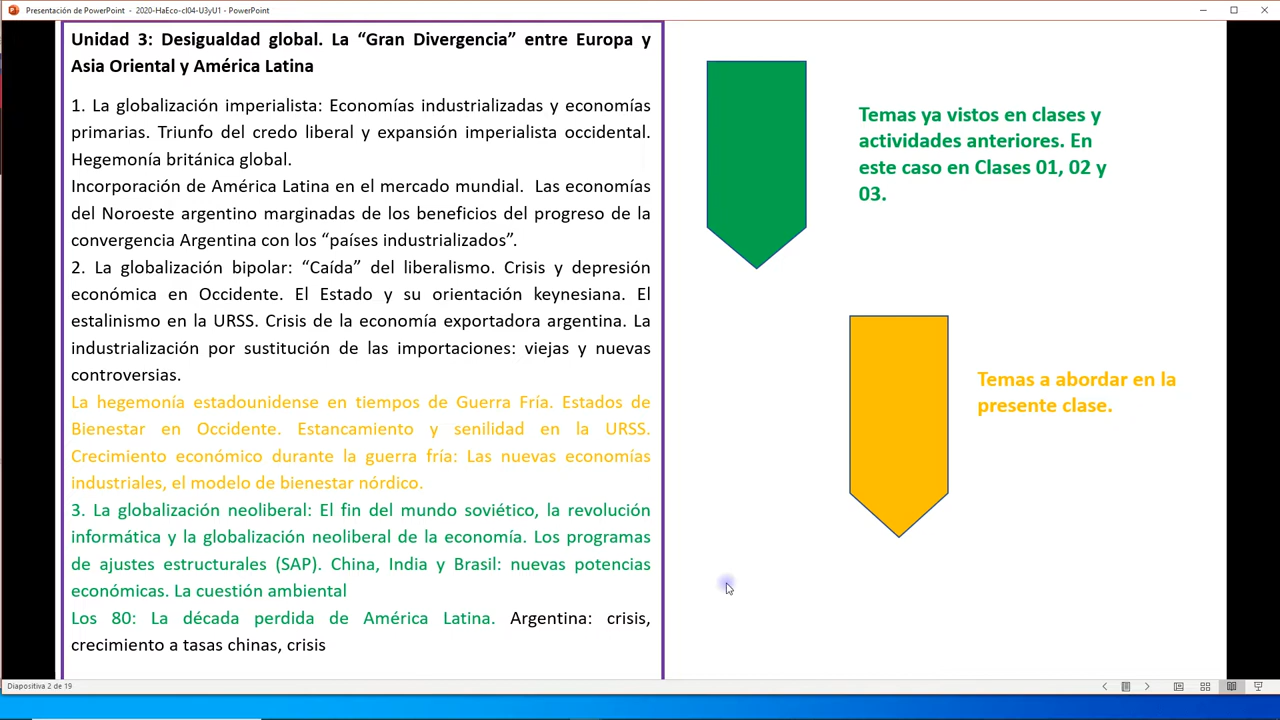 Presentación de PowerPoint - 2020-HaEco-cl04-U3yU1 - PowerPoint
Unidad 3: Desigualdad global. La “Gran Divergencia” entre Europa y
Asia Oriental y América Latina
1. La globalización imperialista: Economías industrializadas y economías
primarias. Triunfo del credo liberal y expansión imperialista occidental.
Hegemonía británica global.
Incorporación de América Latina en el mercado mundial. Las economías
del Noroeste argentino marginadas de los beneficios del progreso de la
convergencia Argentina con los “países industrializados”.
2. La globalización bipolar: “Caída” del liberalismo. Crisis y depresión
económica en Occidente. El Estado y su orientación keynesiana. El
estalinismo en la URSS. Crisis de la economía exportadora argentina. La
industrialización por sustitución de las importaciones: viejas y nuevas
controversias.
La hegemonía estadounidense en tiempos de Guerra Fría. Estados de
Bienestar en Occidente. Estancamiento y senilidad en la URSS.
Crecimiento económico durante la guerra fría: Las nuevas economías
industriales, el modelo de bienestar nórdico.
3. La globalización neoliberal: El fin del mundo soviético, la revolución
informática y la globalización neoliberal de la economía. Los programas
de ajustes estructurales (SAP). China, India y Brasil: nuevas potencias
económicas. La cuestión ambiental
Los 80: La década perdida de América Latina. Argentina: crisis,
crecimiento a tasas chinas, crisis
Temas ya vistos en clases y
actividades anteriores. En
este caso en Clases 01, 02 y
03.
Temas a abordar en la
presente clase.
Diapositiva 2 de 19